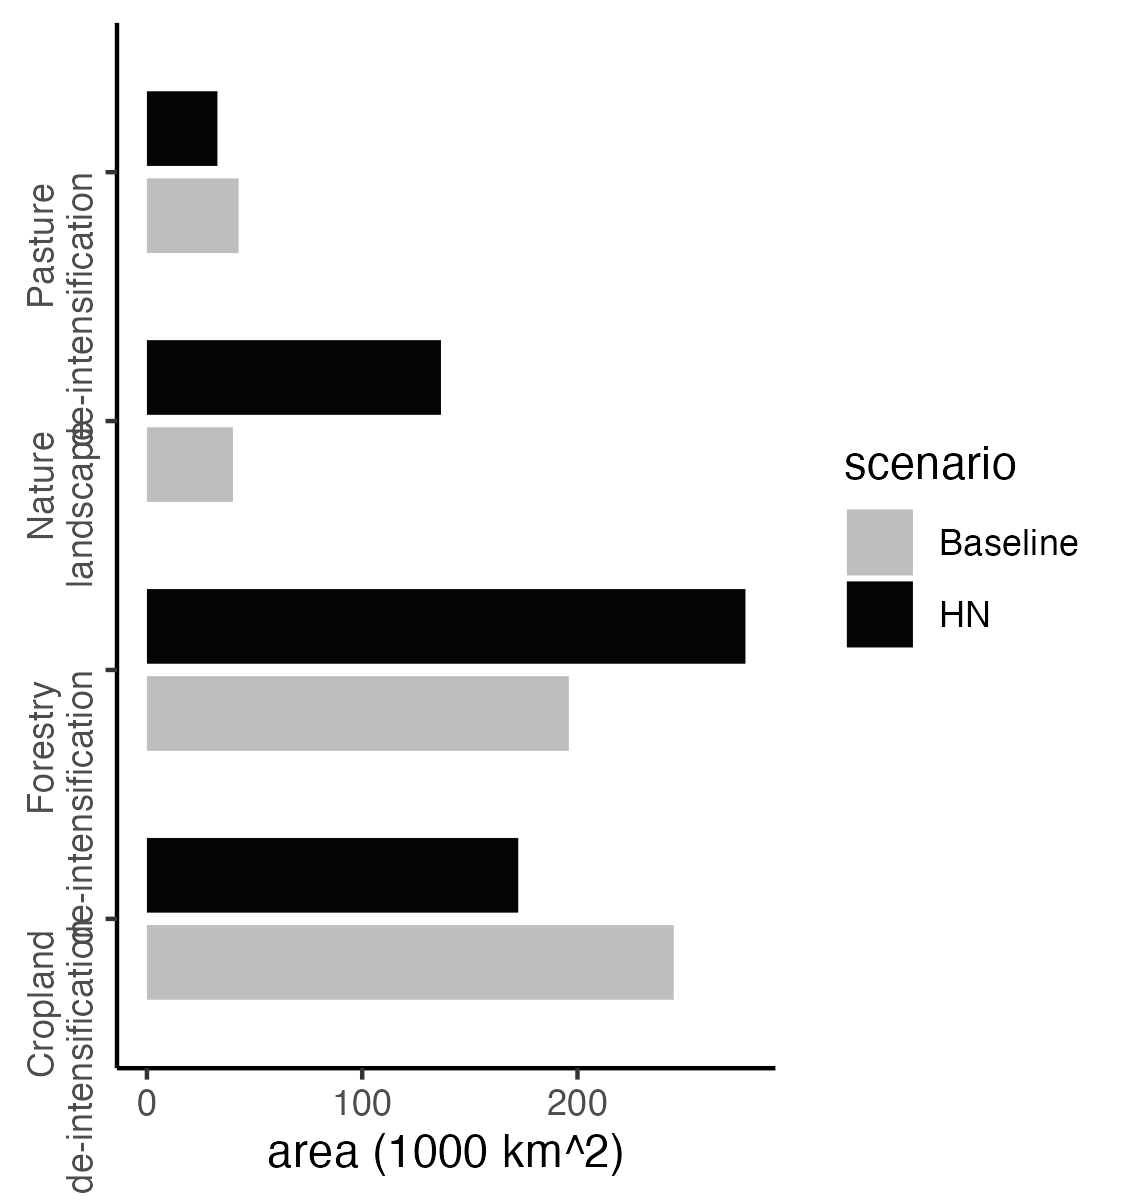 Pasture
de-intensification
Nature
landscape
Forestry
de-intensification
Cropland
de-intensification
0
100
200
area (1000 km^2)
scenario
Baseline
HN